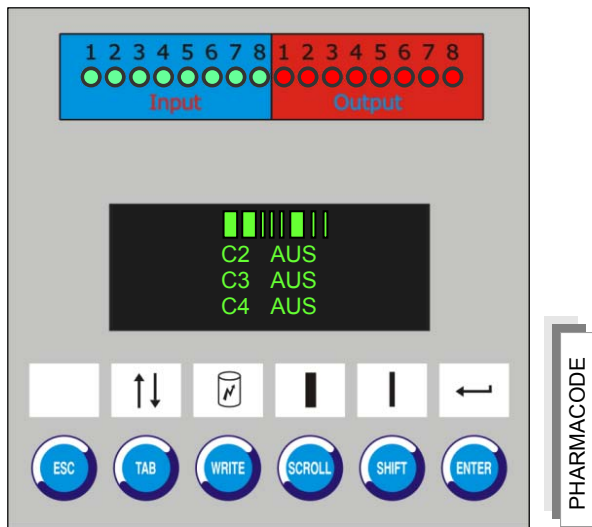 1 2 3 4 5 6 7 8 1 2 3 4 5 6 7 8
Input Output
C2 AUS
C3 AUS
C4 AUS
ESC TAB WRITE SCROLL SHIFT ENTER
PHARMACODE